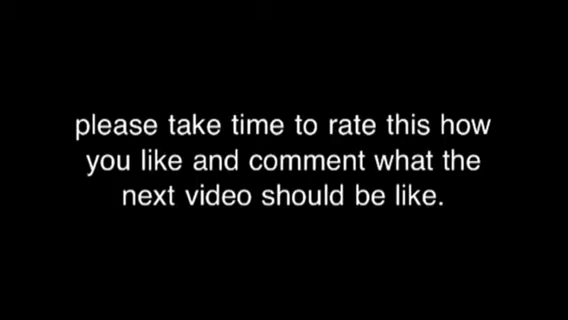 please take time to rate this how
you like and comment what the
next video should be like.